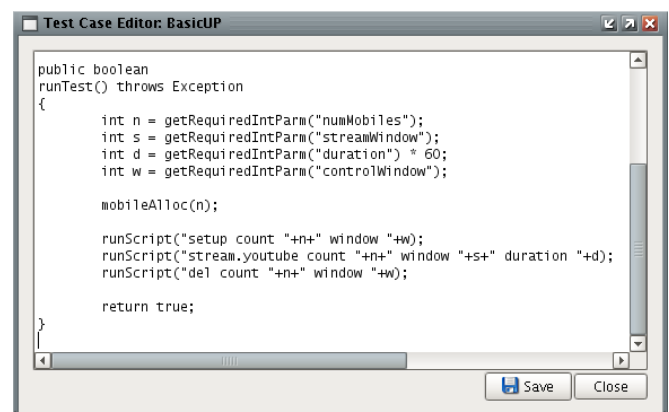 Test Case Editor: BasicUP
public boolean
runTest() throws Exception
{
        int n = getRequiredIntParm("numMobiles");
        int s = getRequiredIntParm("streamWindow");
        int d = getRequiredIntParm("duration") * 60;
        int w = getRequiredIntParm("controlWindow");
        mobileAlloc(n);
        runScript("setup count "+n+" window "+w);
        runScript("stream.youtube count "+n+" window "+s+" duration "+d);
        runScript("del count "+n+" window "+w);
        return true;
}
Save Close